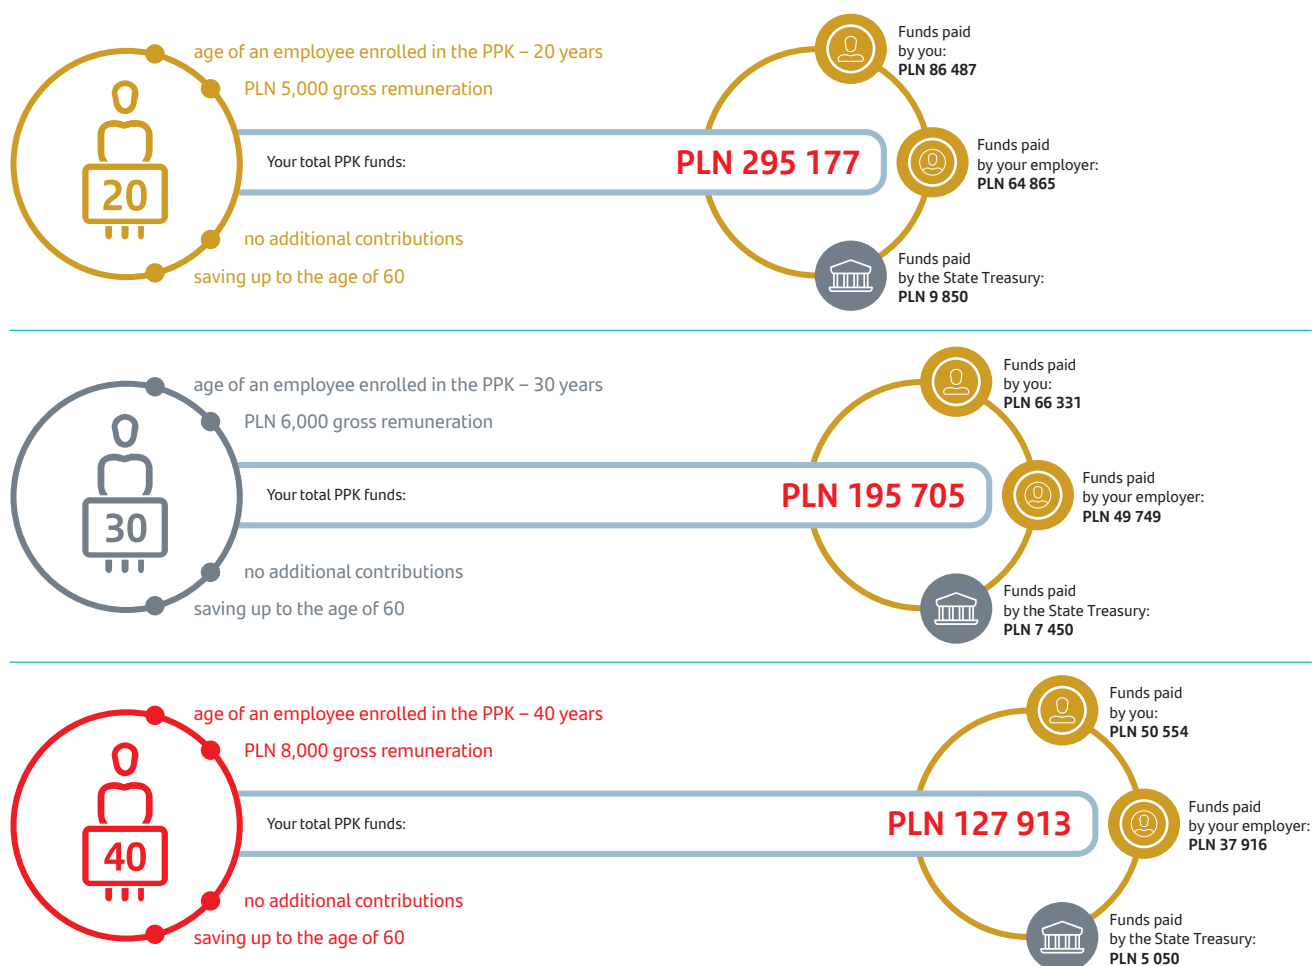 age of an employee enrolled in the PPK – 20 years
PLN 5,000 gross remuneration
20
Your total PPK funds:
PLN 295 177
no additional contributions
saving up to the age of 60
Funds paid
by you:
PLN 86 487
Funds paid
by your employer:
PLN 64 865
Funds paid
by the State Treasury:
PLN 9 850
age of an employee enrolled in the PPK – 30 years
PLN 6,000 gross remuneration
30
Your total PPK funds:
PLN 195 705
no additional contributions
saving up to the age of 60
Funds paid
by you:
PLN 66 331
Funds paid
by your employer:
PLN 49 749
Funds paid
by the State Treasury:
PLN 7 450
age of an employee enrolled in the PPK – 40 years
PLN 8,000 gross remuneration
40
Your total PPK funds:
PLN 127 913
no additional contributions
saving up to the age of 60
Funds paid
by you:
PLN 50 554
Funds paid
by your employer:
PLN 37 916
Funds paid
by the State Treasury:
PLN 5 050